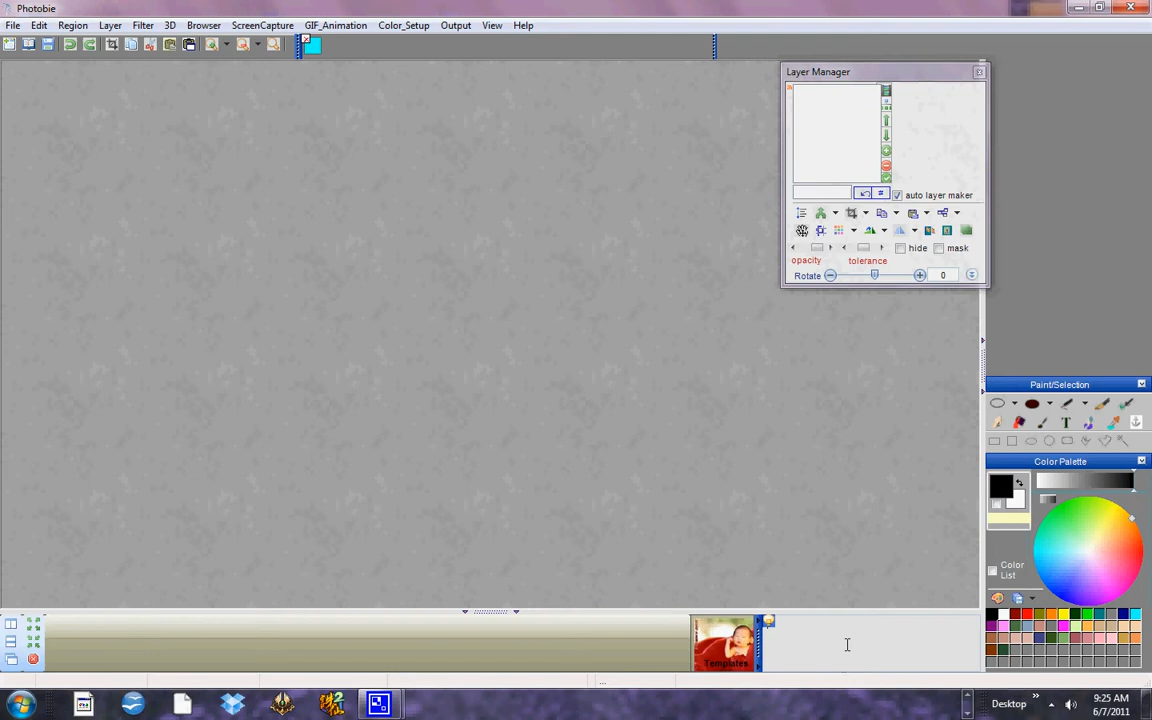 Photobie
File Edit Region Layer Filter 3D Browser ScreenCapture GIF_Animation Color_Setup Output View Help
Layer Manager
auto layer maker
hide mask
opacity tolerance
Rotate 0
Paint/Selection
Color Palette
Color List
Templates
...
Desktop
9:25 AM
6/7/2011